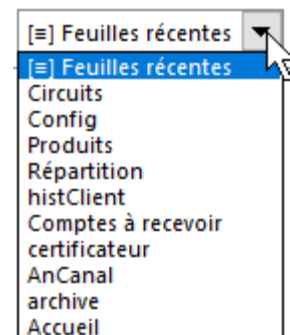 [≡] Feuilles récentes
[≡] Feuilles récentes
Circuits
Config
Produits
Répartition
histClient
Comptes à recevoir
certificateur
AnCanal
archive
Accueil